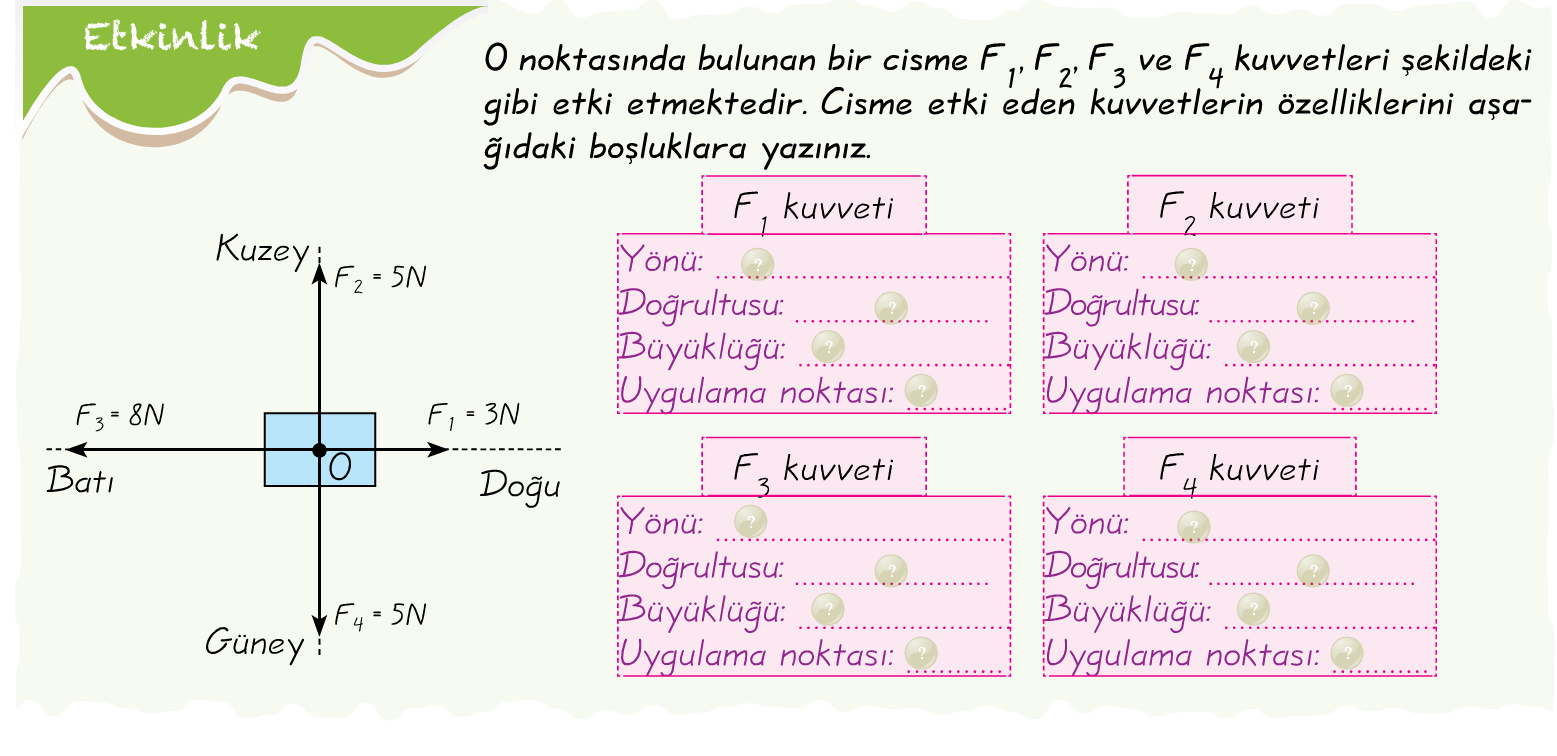 Etkinlik
O noktasında bulunan bir cisme F1, F2, F3 ve F4 kuvvetleri şekildeki
gibi etki etmektedir. Cisme etki eden kuvvetlerin özelliklerini aşa-
ğıdaki boşluklara yazınız.
Kuzey
F2 = 5N
F3 = 8N
F1 = 3N
O
Batı
Doğu
F4 = 5N
Güney
F1 kuvveti
Yönü: ?
Doğrultusu: ?
Büyüklüğü: ?
Uygulama noktası: ?
F2 kuvveti
Yönü: ?
Doğrultusu: ?
Büyüklüğü: ?
Uygulama noktası: ?
F3 kuvveti
Yönü: ?
Doğrultusu: ?
Büyüklüğü: ?
Uygulama noktası: ?
F4 kuvveti
Yönü: ?
Doğrultusu: ?
Büyüklüğü: ?
Uygulama noktası: ?